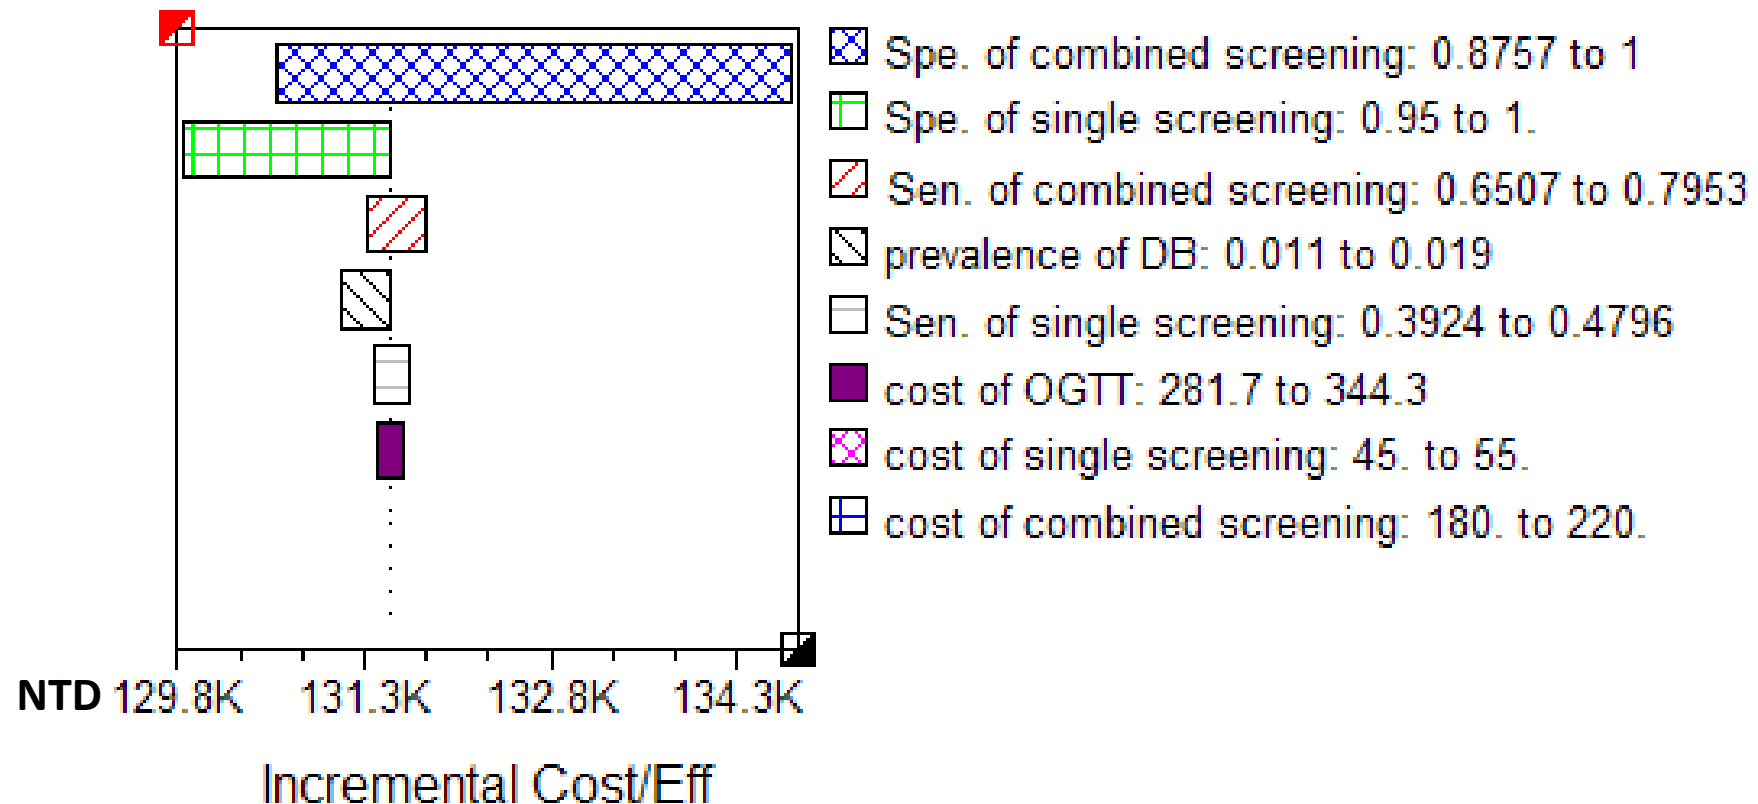 Spe. of combined screening: 0.8757 to 1
Spe. of single screening: 0.95 to 1.
Sen. of combined screening: 0.6507 to 0.7953
prevalence of DB: 0.011 to 0.019
Sen. of single screening: 0.3924 to 0.4796
cost of OGTT: 281.7 to 344.3
cost of single screening: 45. to 55.
cost of combined screening: 180. to 220.
NTD 129.8K 131.3K 132.8K 134.3K
Incremental Cost/Eff